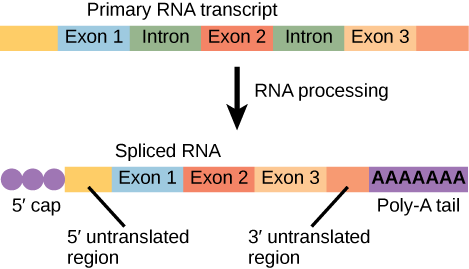 Primary RNA transcript
Exon 1 Intron Exon 2 Intron Exon 3
RNA processing
Spliced RNA
Exon 1 Exon 2 Exon 3 AAAAAAA
5′ cap
Poly-A tail
5′ untranslated
region
3′ untranslated
region